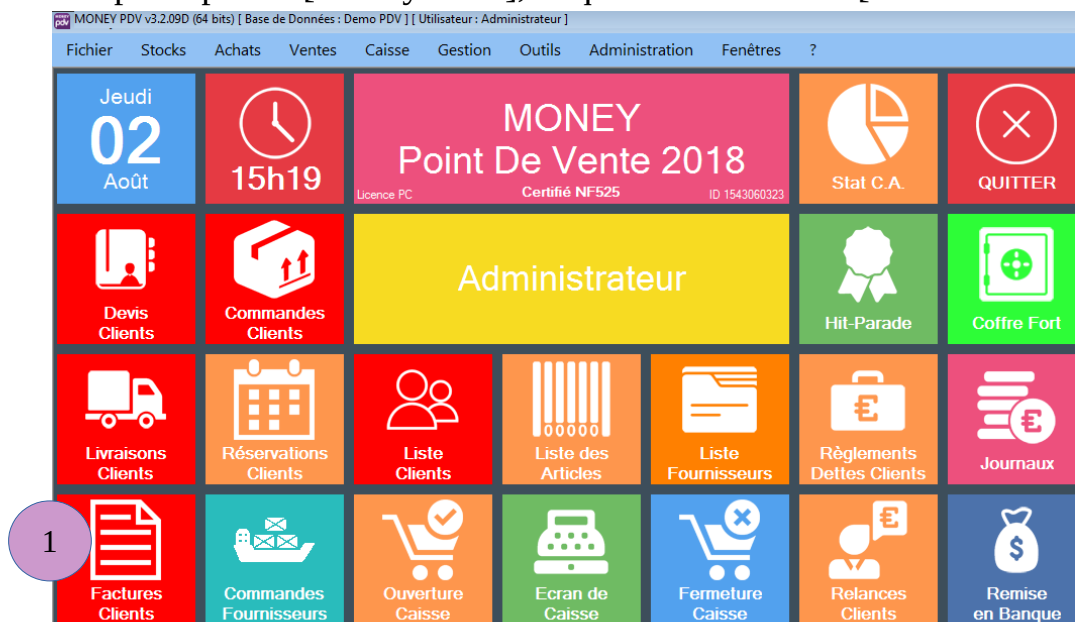 MONEY PDV v3.2.09D (64 bits) [ Base de Données : Demo PDV ] [ Utilisateur : Administrateur ]
Fichier Stocks Achats Ventes Caisse Gestion Outils Administration Fenêtres ?
Jeudi
02
Août
15h19
MONEY
Point De Vente 2018
Licence PC Certifié NF525 ID 1543060323
Stat C.A.
QUITTER
Devis
Clients
Commandes
Clients
Administrateur
Hit-Parade
Coffre Fort
Livraisons
Clients
Réservations
Clients
Liste
Clients
00000
Liste des
Articles
Liste
Fournisseurs
€
Règlements
Dettes Clients
€
Journaux
1
Factures
Clients
Commandes
Fournisseurs
Ouverture
Caisse
Ecran de
Caisse
Fermeture
Caisse
€
Relances
Clients
$
Remise
en Banque